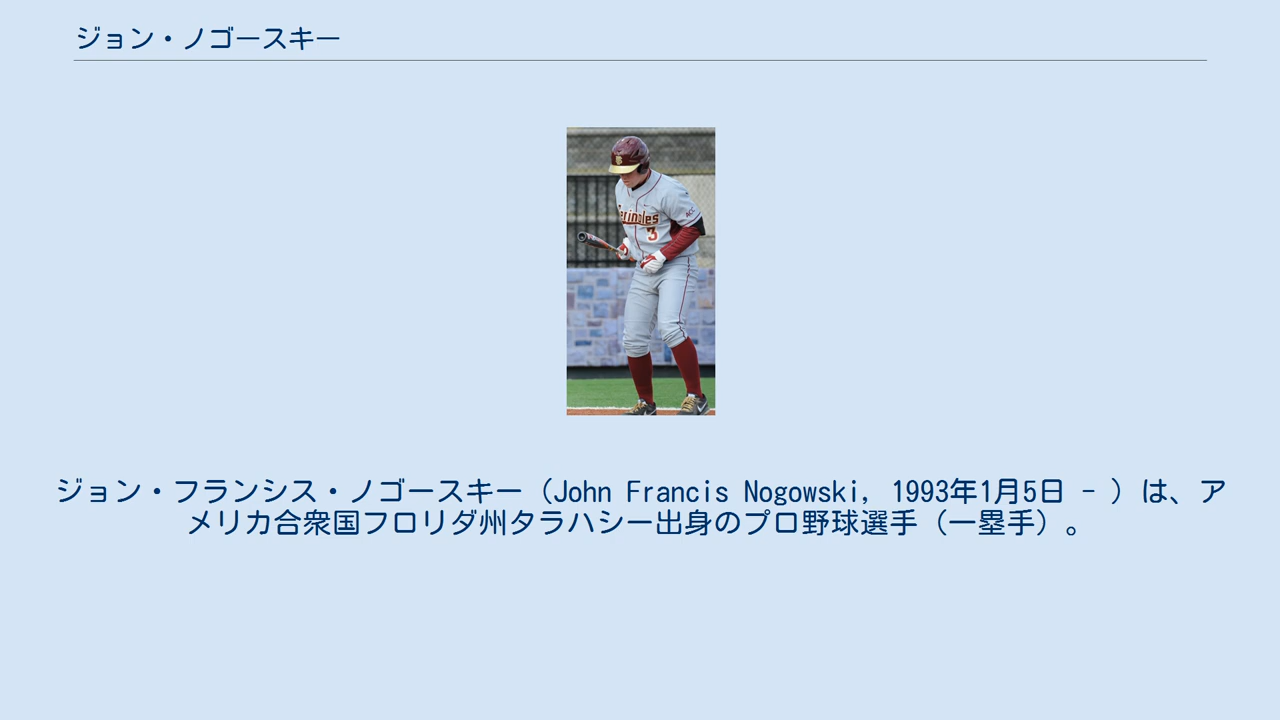 ジョン・ノゴースキー
erinoles
3
ACC
ジョン・フランシス・ノゴースキー（John Francis Nogowski, 1993年1月5日 - ）は、ア
メリカ合衆国フロリダ州タラハシー出身のプロ野球選手（一塁手）。